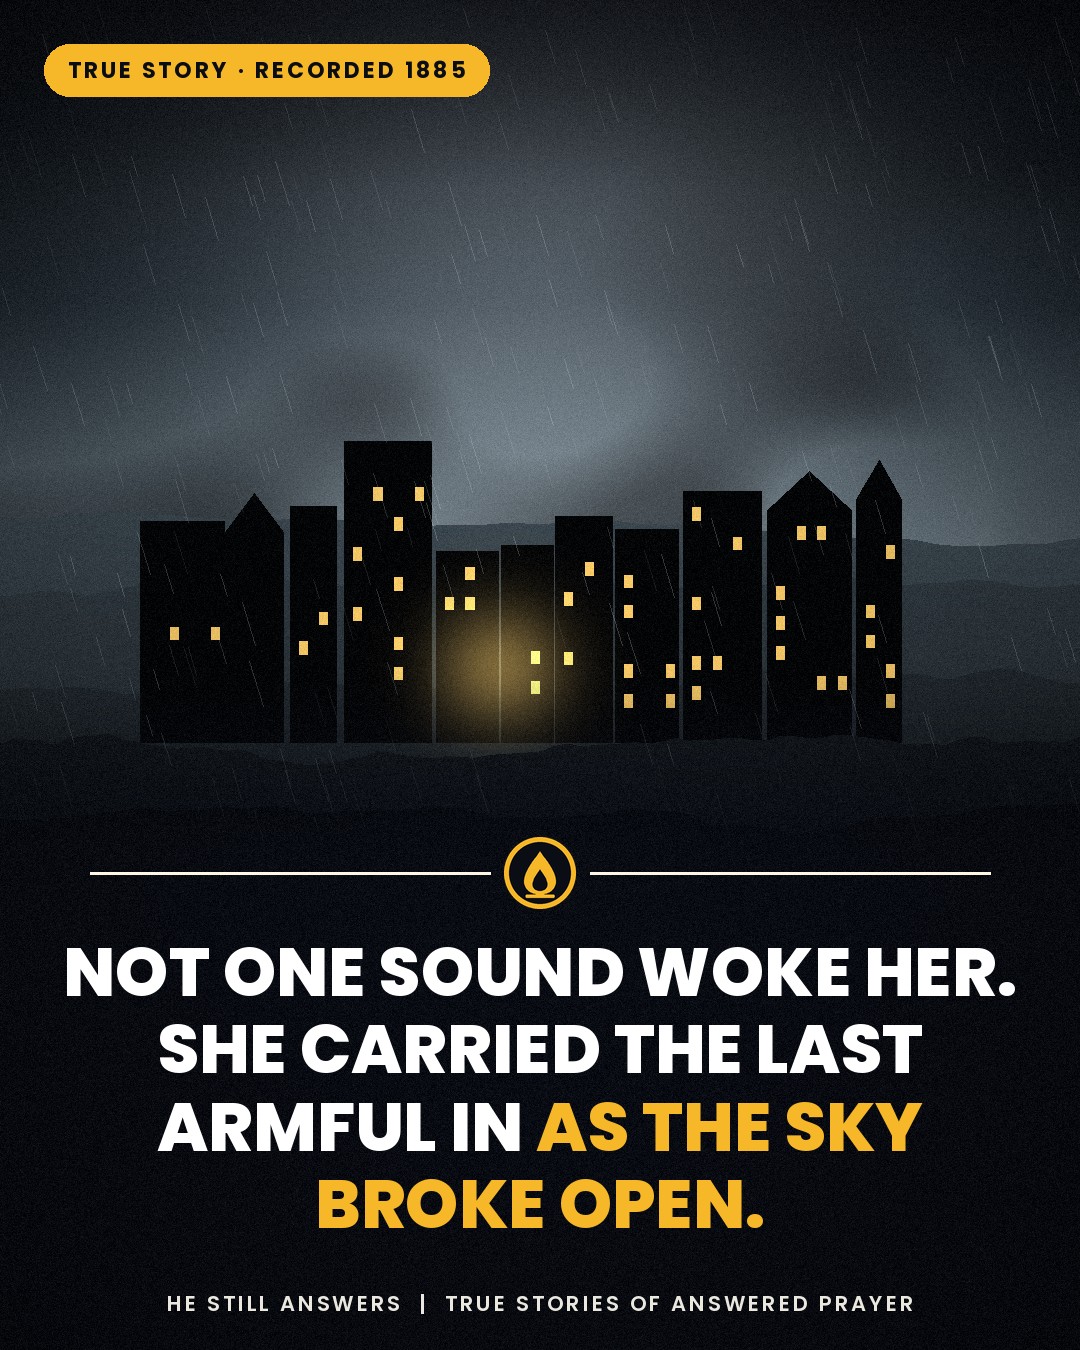 TRUE STORY · RECORDED 1885
NOT ONE SOUND WOKE HER.
SHE CARRIED THE LAST
ARMFUL IN AS THE SKY
BROKE OPEN.
HE STILL ANSWERS | TRUE STORIES OF ANSWERED PRAYER